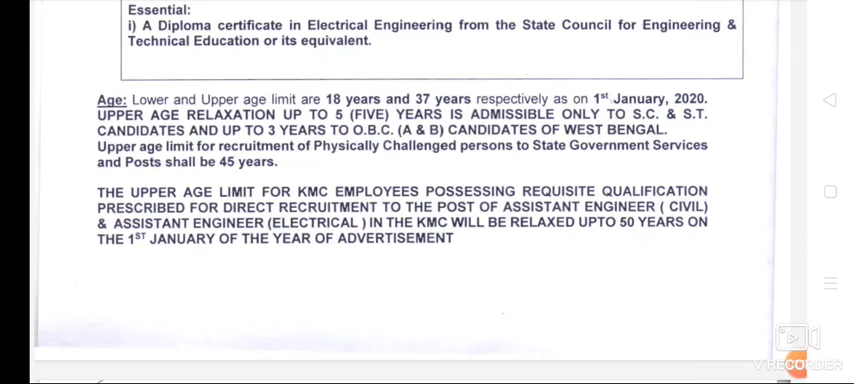 Essential:
i) A Diploma certificate in Electrical Engineering from the State Council for Engineering &
Technical Education or its equivalent.
Age: Lower and Upper age limit are 18 years and 37 years respectively as on 1st January, 2020.
UPPER AGE RELAXATION UP TO 5 (FIVE) YEARS IS ADMISSIBLE ONLY TO S.C. & S.T.
CANDIDATES AND UP TO 3 YEARS TO O.B.C. (A & B) CANDIDATES OF WEST BENGAL.
Upper age limit for recruitment of Physically Challenged persons to State Government Services
and Posts shall be 45 years.
THE UPPER AGE LIMIT FOR KMC EMPLOYEES POSSESSING REQUISITE QUALIFICATION
PRESCRIBED FOR DIRECT RECRUITMENT TO THE POST OF ASSISTANT ENGINEER ( CIVIL)
& ASSISTANT ENGINEER (ELECTRICAL ) IN THE KMC WILL BE RELAXED UPTO 50 YEARS ON
THE 1ST JANUARY OF THE YEAR OF ADVERTISEMENT
V RECORDER